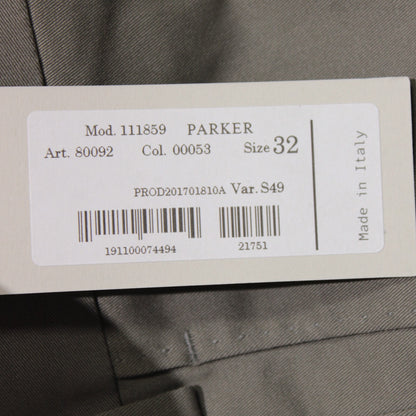 Mod. 111859 PARKER
Art. 80092 Col. 00053 Size 32
PROD201701810A Var. S49
191100074494 21751
Made in Italy